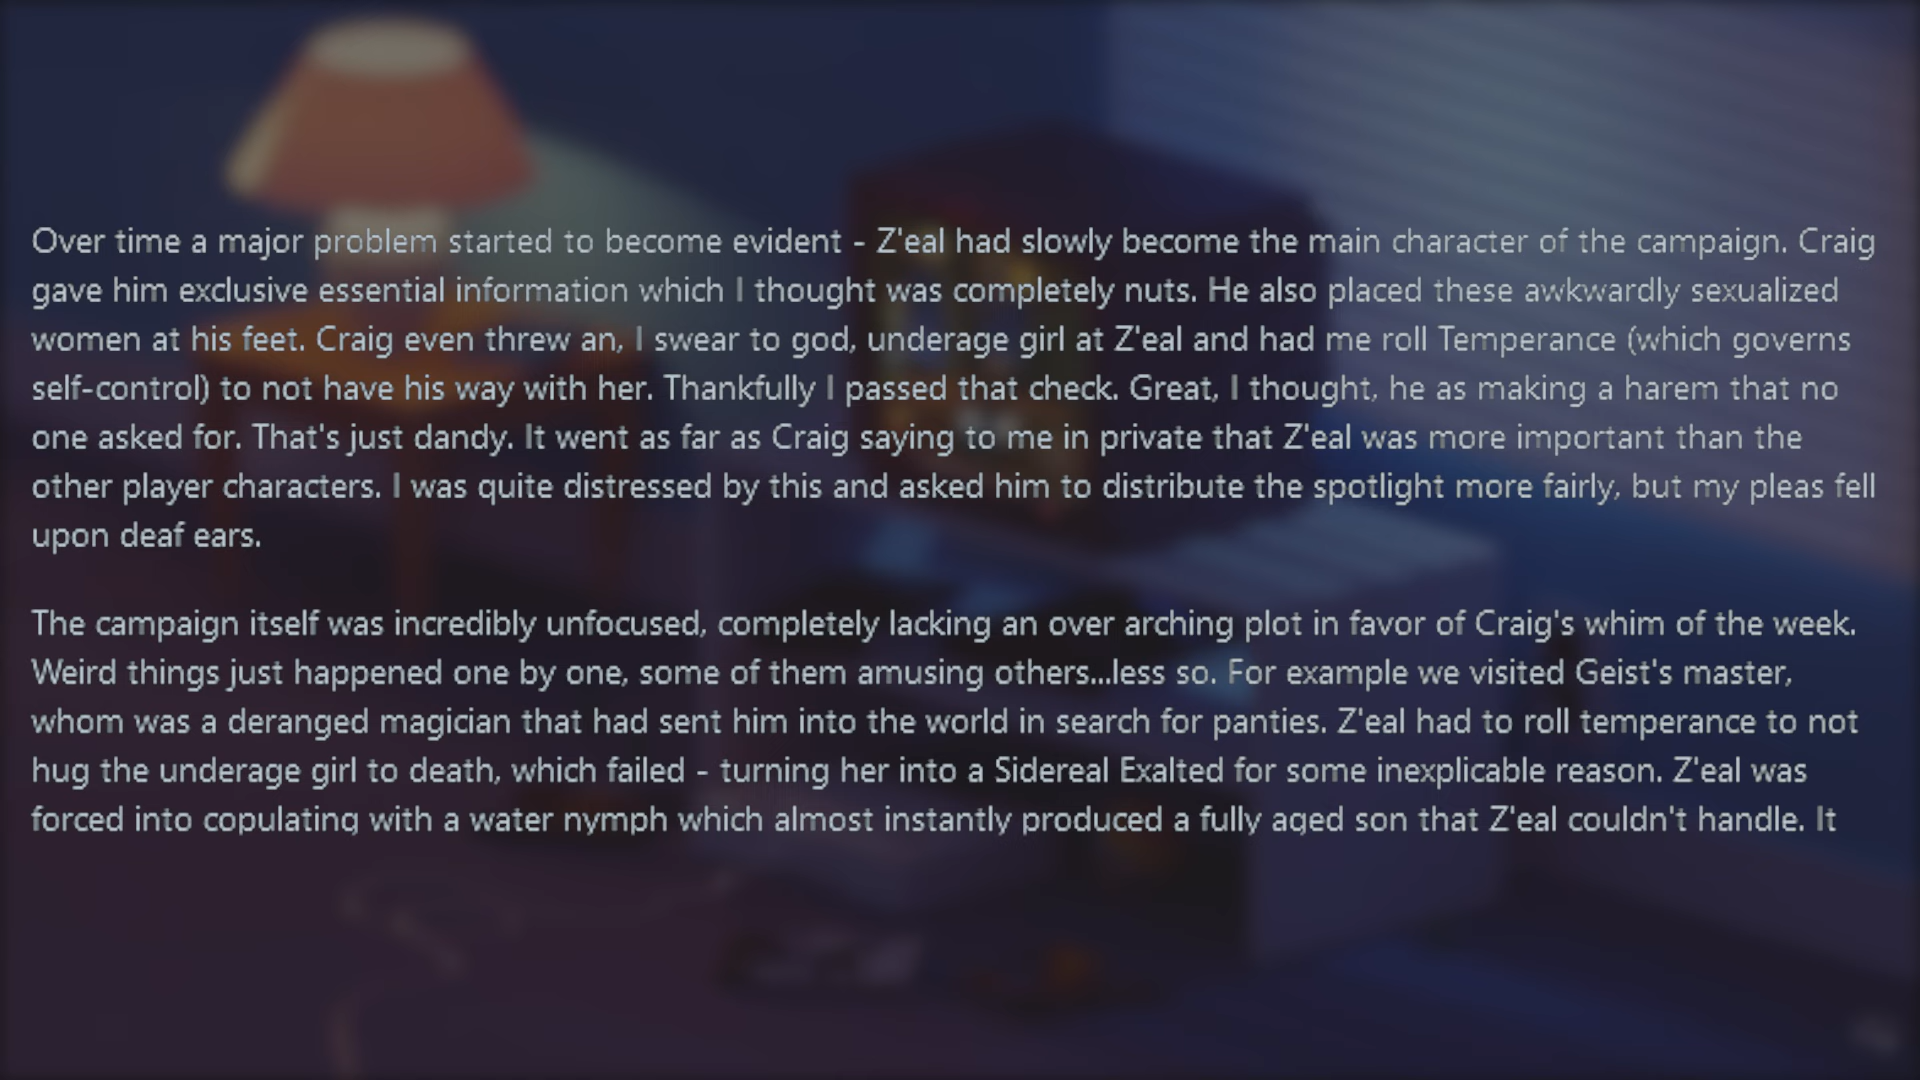 Over time a major problem started to become evident - Z'eal had slowly become the main character of the campaign. Craig
gave him exclusive essential information which I thought was completely nuts. He also placed these awkwardly sexualized
women at his feet. Craig even threw an, I swear to god, underage girl at Z'eal and had me roll Temperance (which governs
self-control) to not have his way with her. Thankfully I passed that check. Great, I thought, he as making a harem that no
one asked for. That's just dandy. It went as far as Craig saying to me in private that Z'eal was more important than the
other player characters. I was quite distressed by this and asked him to distribute the spotlight more fairly, but my pleas fell
upon deaf ears.
The campaign itself was incredibly unfocused, completely lacking an over arching plot in favor of Craig's whim of the week.
Weird things just happened one by one, some of them amusing others...less so. For example we visited Geist's master,
whom was a deranged magician that had sent him into the world in search for panties. Z'eal had to roll temperance to not
hug the underage girl to death, which failed - turning her into a Sidereal Exalted for some inexplicable reason. Z'eal was
forced into copulating with a water nymph which almost instantly produced a fully aged son that Z'eal couldn't handle. It